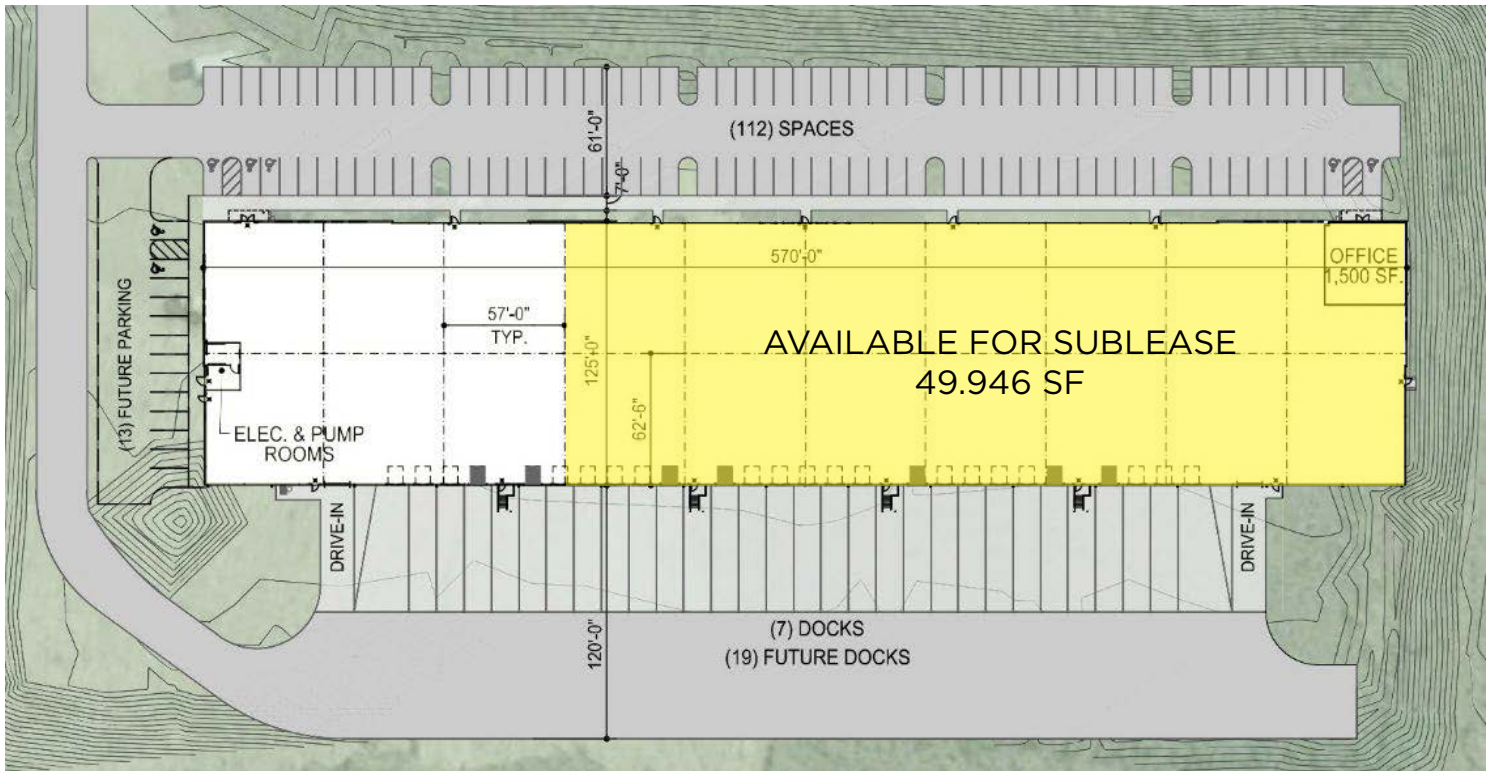 (112) SPACES
61'-0"
7'-0"
570'-0"
OFFICE
1,500 SF.
57'-0"
TYP.
125'-0"
AVAILABLE FOR SUBLEASE
49.946 SF
62'-6"
(13) FUTURE PARKING
ELEC. & PUMP
ROOMS
DRIVE-IN
DRIVE-IN
120'-0"
(7) DOCKS
(19) FUTURE DOCKS